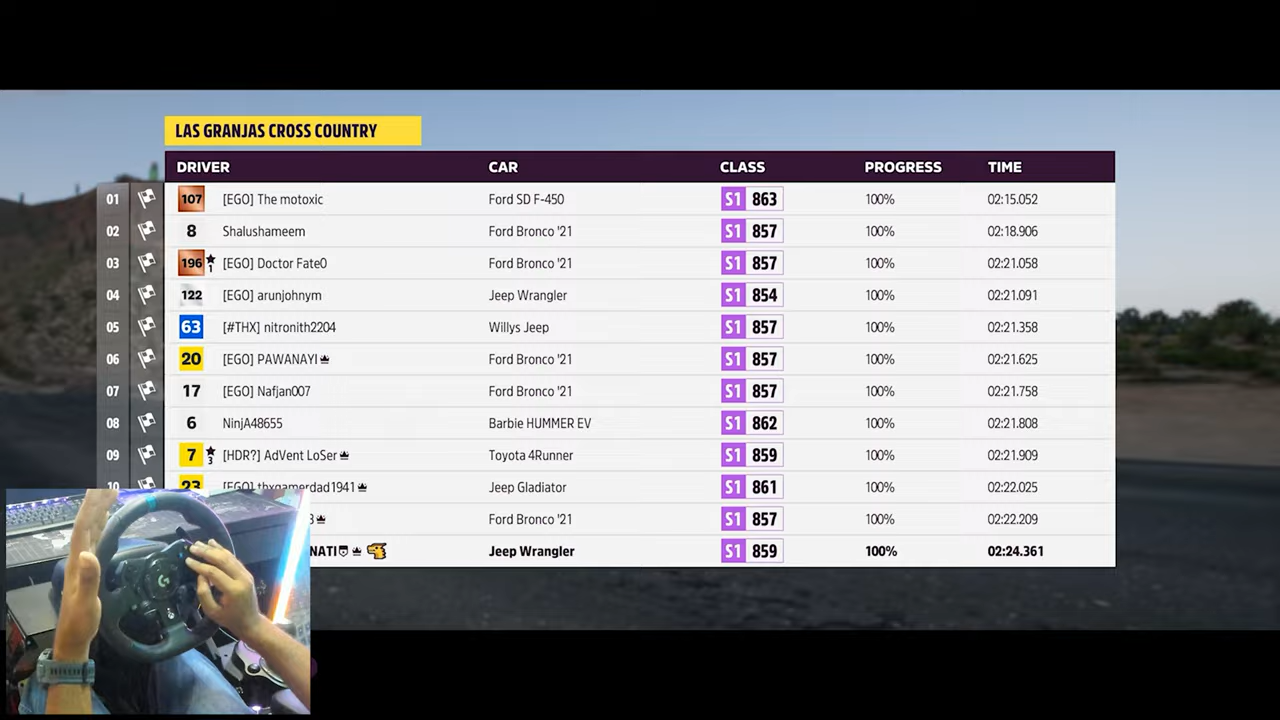 LAS GRANJAS CROSS COUNTRY
DRIVER CAR CLASS PROGRESS TIME
01 107 [EGO] The motoxic Ford SD F-450 S1 863 100% 02:15.052
02 8 Shalushameem Ford Bronco '21 S1 857 100% 02:18.906
03 196 1 [EGO] Doctor Fate0 Ford Bronco '21 S1 857 100% 02:21.058
04 122 [EGO] arunjohnym Jeep Wrangler S1 854 100% 02:21.091
05 63 [#THX] nitronith2204 Willys Jeep S1 857 100% 02:21.358
06 20 [EGO] PAWANAYI Ford Bronco '21 S1 857 100% 02:21.625
07 17 [EGO] Nafjan007 Ford Bronco '21 S1 857 100% 02:21.758
08 6 NinjA48655 Barbie HUMMER EV S1 862 100% 02:21.808
09 7 3 [HDR?] AdVent LoSer Toyota 4Runner S1 859 100% 02:21.909
10 23 [EGO] thxgamerdad1941 Jeep Gladiator S1 861 100% 02:22.025
Ford Bronco '21 S1 857 100% 02:22.209
NATI Jeep Wrangler S1 859 100% 02:24.361